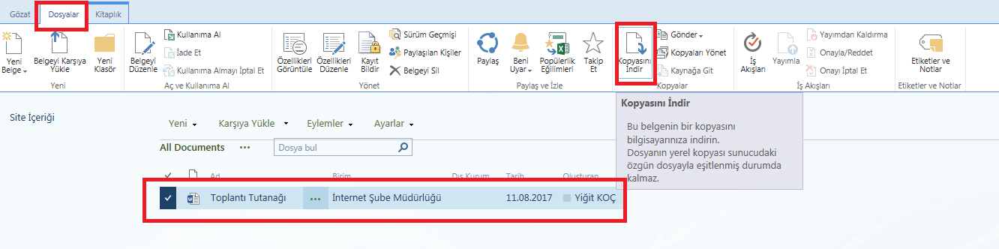 Gözat Dosyalar Kitaplık
Yeni Belge
Belgeyi Karşıya Yükle
Yeni Klasör
Yeni
Belgeyi Düzenle
Kullanıma Al
İade Et
Kullanıma Almayı İptal Et
Aç ve Kullanıma Al
Özellikleri Görüntüle
Özellikleri Düzenle
Kayıt Bildir
Sürüm Geçmişi
Paylaşılan Kişiler
Belgeyi Sil
Yönet
Paylaş
Beni Uyar
Popülerlik Eğilimleri
Takip Et
Paylaş ve İzle
Kopyasını İndir
Gönder
Kopyaları Yönet
Kaynağa Git
Kopyalar
İş Akışları
Yayımla
Yayımdan Kaldırma
Onayla/Reddet
Onayı İptal Et
İş Akışları
Etiketler ve Notlar
Etiketler ve Notlar
Kopyasını İndir
Bu belgenin bir kopyasını
bilgisayarınıza indirin.
Dosyanın yerel kopyası sunucudaki
özgün dosyayla eşitlenmiş durumda
kalmaz.
Site İçeriği
Yeni Karşıya Yükle Eylemler Ayarlar
All Documents ••• Dosya bul
Ad Birim Dış Kurum Tarih Oluşturan
Toplantı Tutanağı ••• İnternet Şube Müdürlüğü 11.08.2017 Yiğit KOÇ